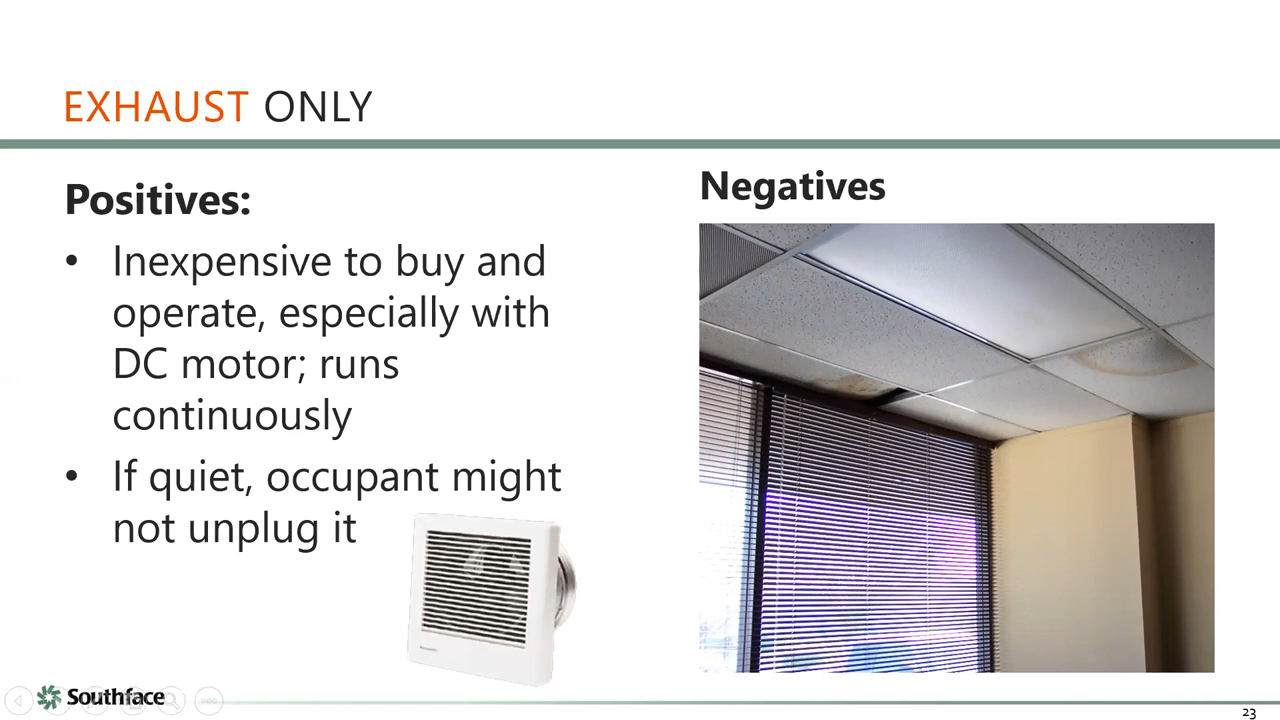 EXHAUST ONLY
Positives:
• Inexpensive to buy and
operate, especially with
DC motor; runs
continuously
• If quiet, occupant might
not unplug it
Negatives
Southface
23